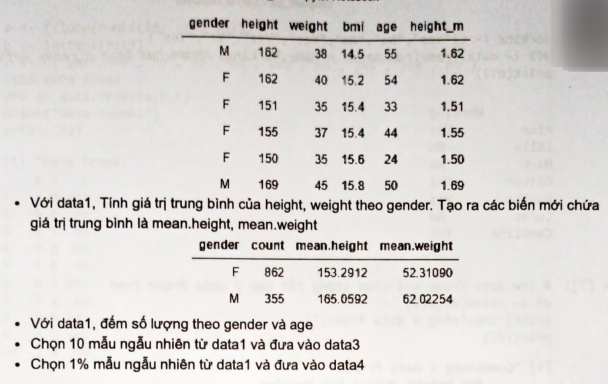 gender height weight bmi age height_m
M 162 38 14.5 55 1.62
F 162 40 15.2 54 1.62
F 151 35 15.4 33 1.51
F 155 37 15.4 44 1.55
F 150 35 15.6 24 1.50
M 169 45 15.8 50 1.69
• Với data1, Tính giá trị trung bình của height, weight theo gender. Tạo ra các biến mới chứa
giá trị trung bình là mean.height, mean.weight
gender count mean.height mean.weight
F 862 153.2912 52.31090
M 355 165.0592 62.02254
• Với data1, đếm số lượng theo gender và age
• Chọn 10 mẫu ngẫu nhiên từ data1 và đưa vào data3
• Chọn 1% mẫu ngẫu nhiên từ data1 và đưa vào data4